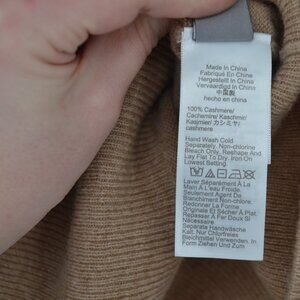 Made In China
Fabriqué En China
Hergestellt In China
Vervaardigd In China
中国製
hecho en china
100% Cashmere/
Cachemire/ Kaschmir/
Kasjmier/ カシミヤ/
cashmere
Hand Wash Cold
Separately. Non-chlorine
Bleach Only. Reshape And
Lay Flat To Dry. Iron On
Lowest Setting.
Laver Séparément À La
Main À L'eau Froide.
Seulement Agent De
Blanchiment Non-chlore.
Redonner La Forme
Originale Et Sécher À Plat.
Repasser À Fer Doux Si
Nécessaire.
Separate Handwäsche
Kalt. Nur Chlorfreies
Bleichmittel Verwenden. In
Form Ziehen Und Zum